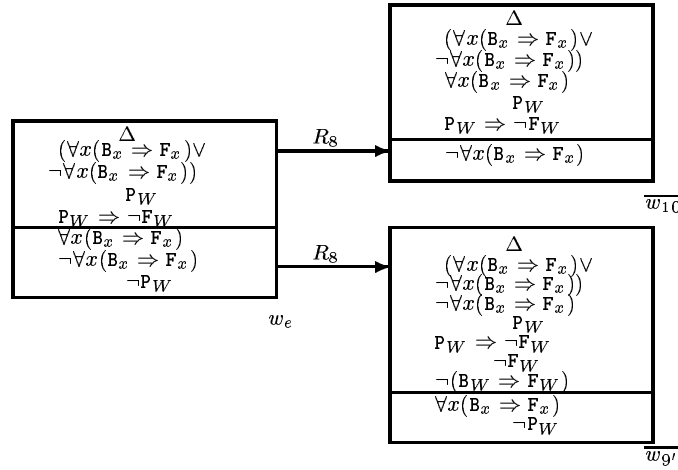 Δ
(∀x(B_x ⇒ F_x)∨
¬∀x(B_x ⇒ F_x))
P_W
P_W ⇒ ¬F_W
∀x(B_x ⇒ F_x)
¬∀x(B_x ⇒ F_x)
¬P_W
w_e
R_8
Δ
(∀x(B_x ⇒ F_x)∨
¬∀x(B_x ⇒ F_x))
∀x(B_x ⇒ F_x)
P_W
P_W ⇒ ¬F_W
¬∀x(B_x ⇒ F_x)
w_10
R_8
Δ
(∀x(B_x ⇒ F_x)∨
¬∀x(B_x ⇒ F_x))
¬∀x(B_x ⇒ F_x)
P_W
P_W ⇒ ¬F_W
¬F_W
¬(B_W ⇒ F_W)
∀x(B_x ⇒ F_x)
¬P_W
w_9'